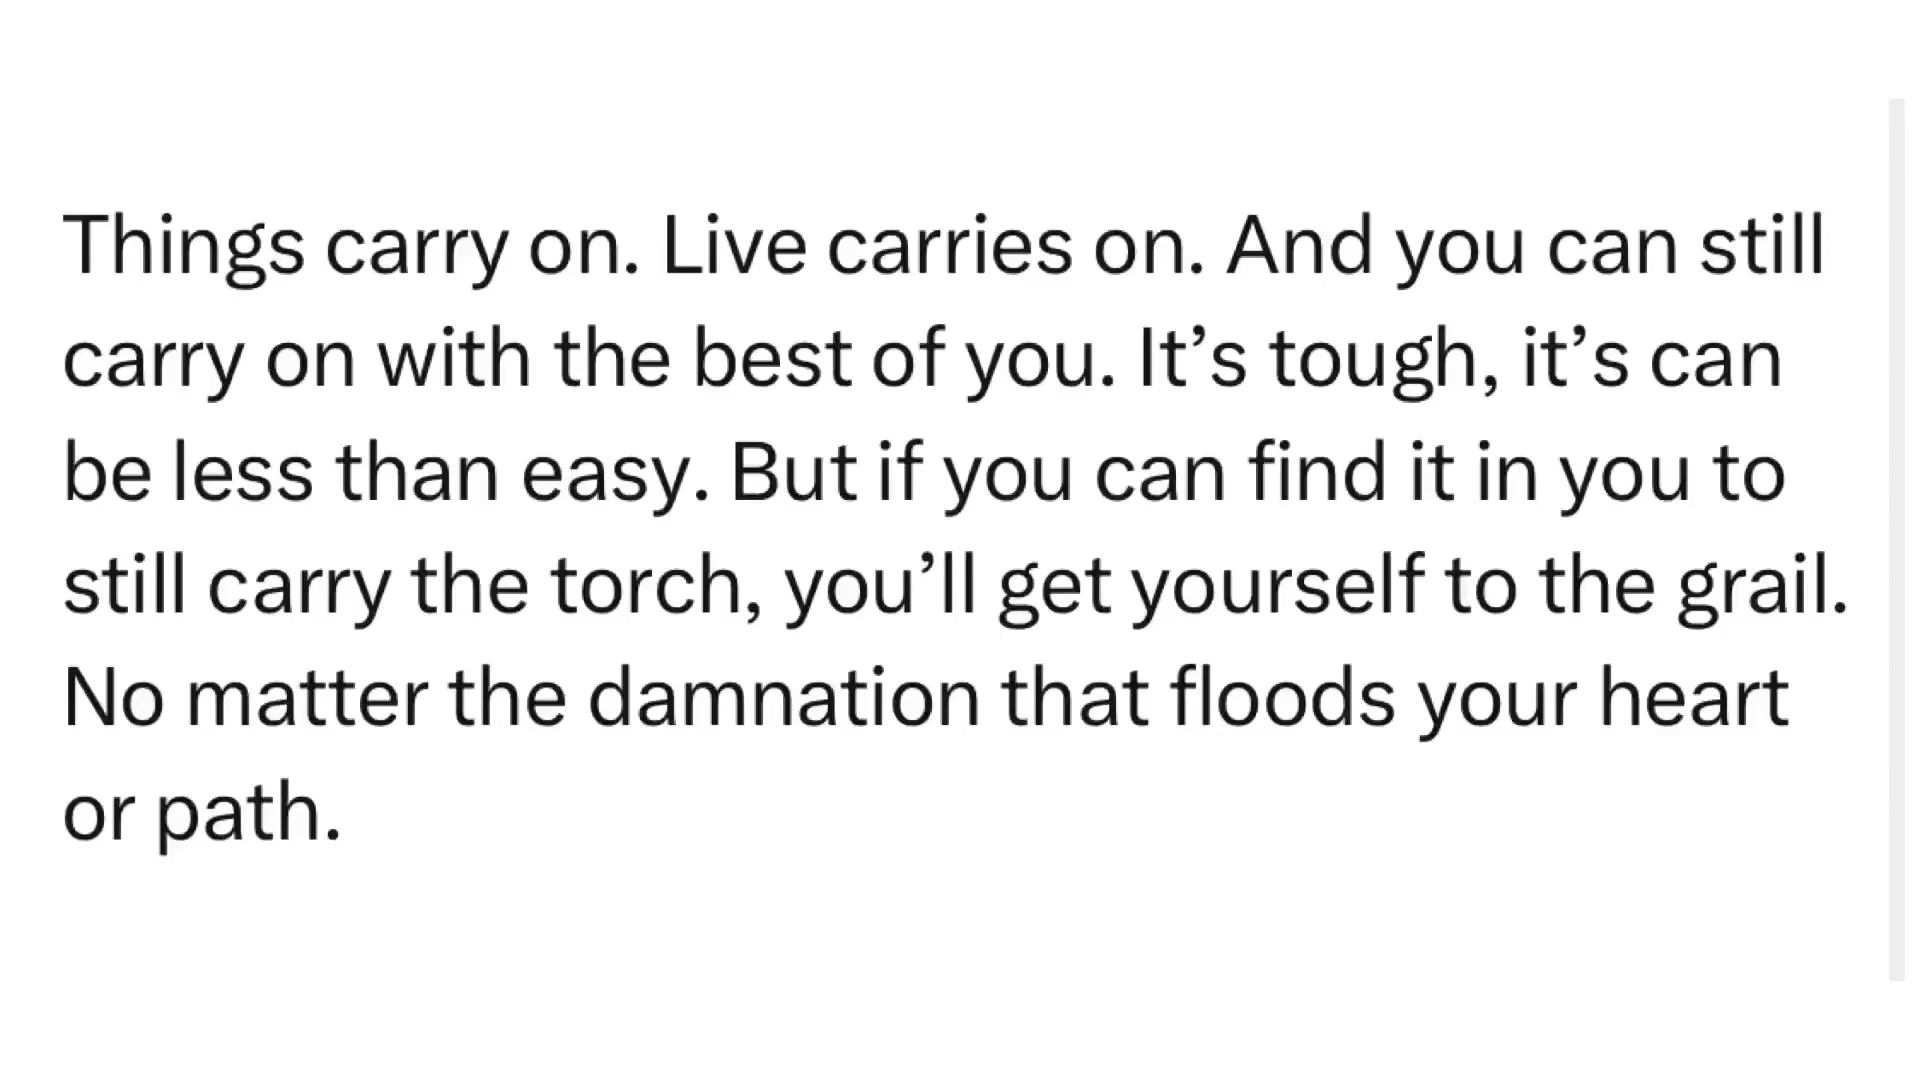 Things carry on. Live carries on. And you can still
carry on with the best of you. It’s tough, it’s can
be less than easy. But if you can find it in you to
still carry the torch, you’ll get yourself to the grail.
No matter the damnation that floods your heart
or path.